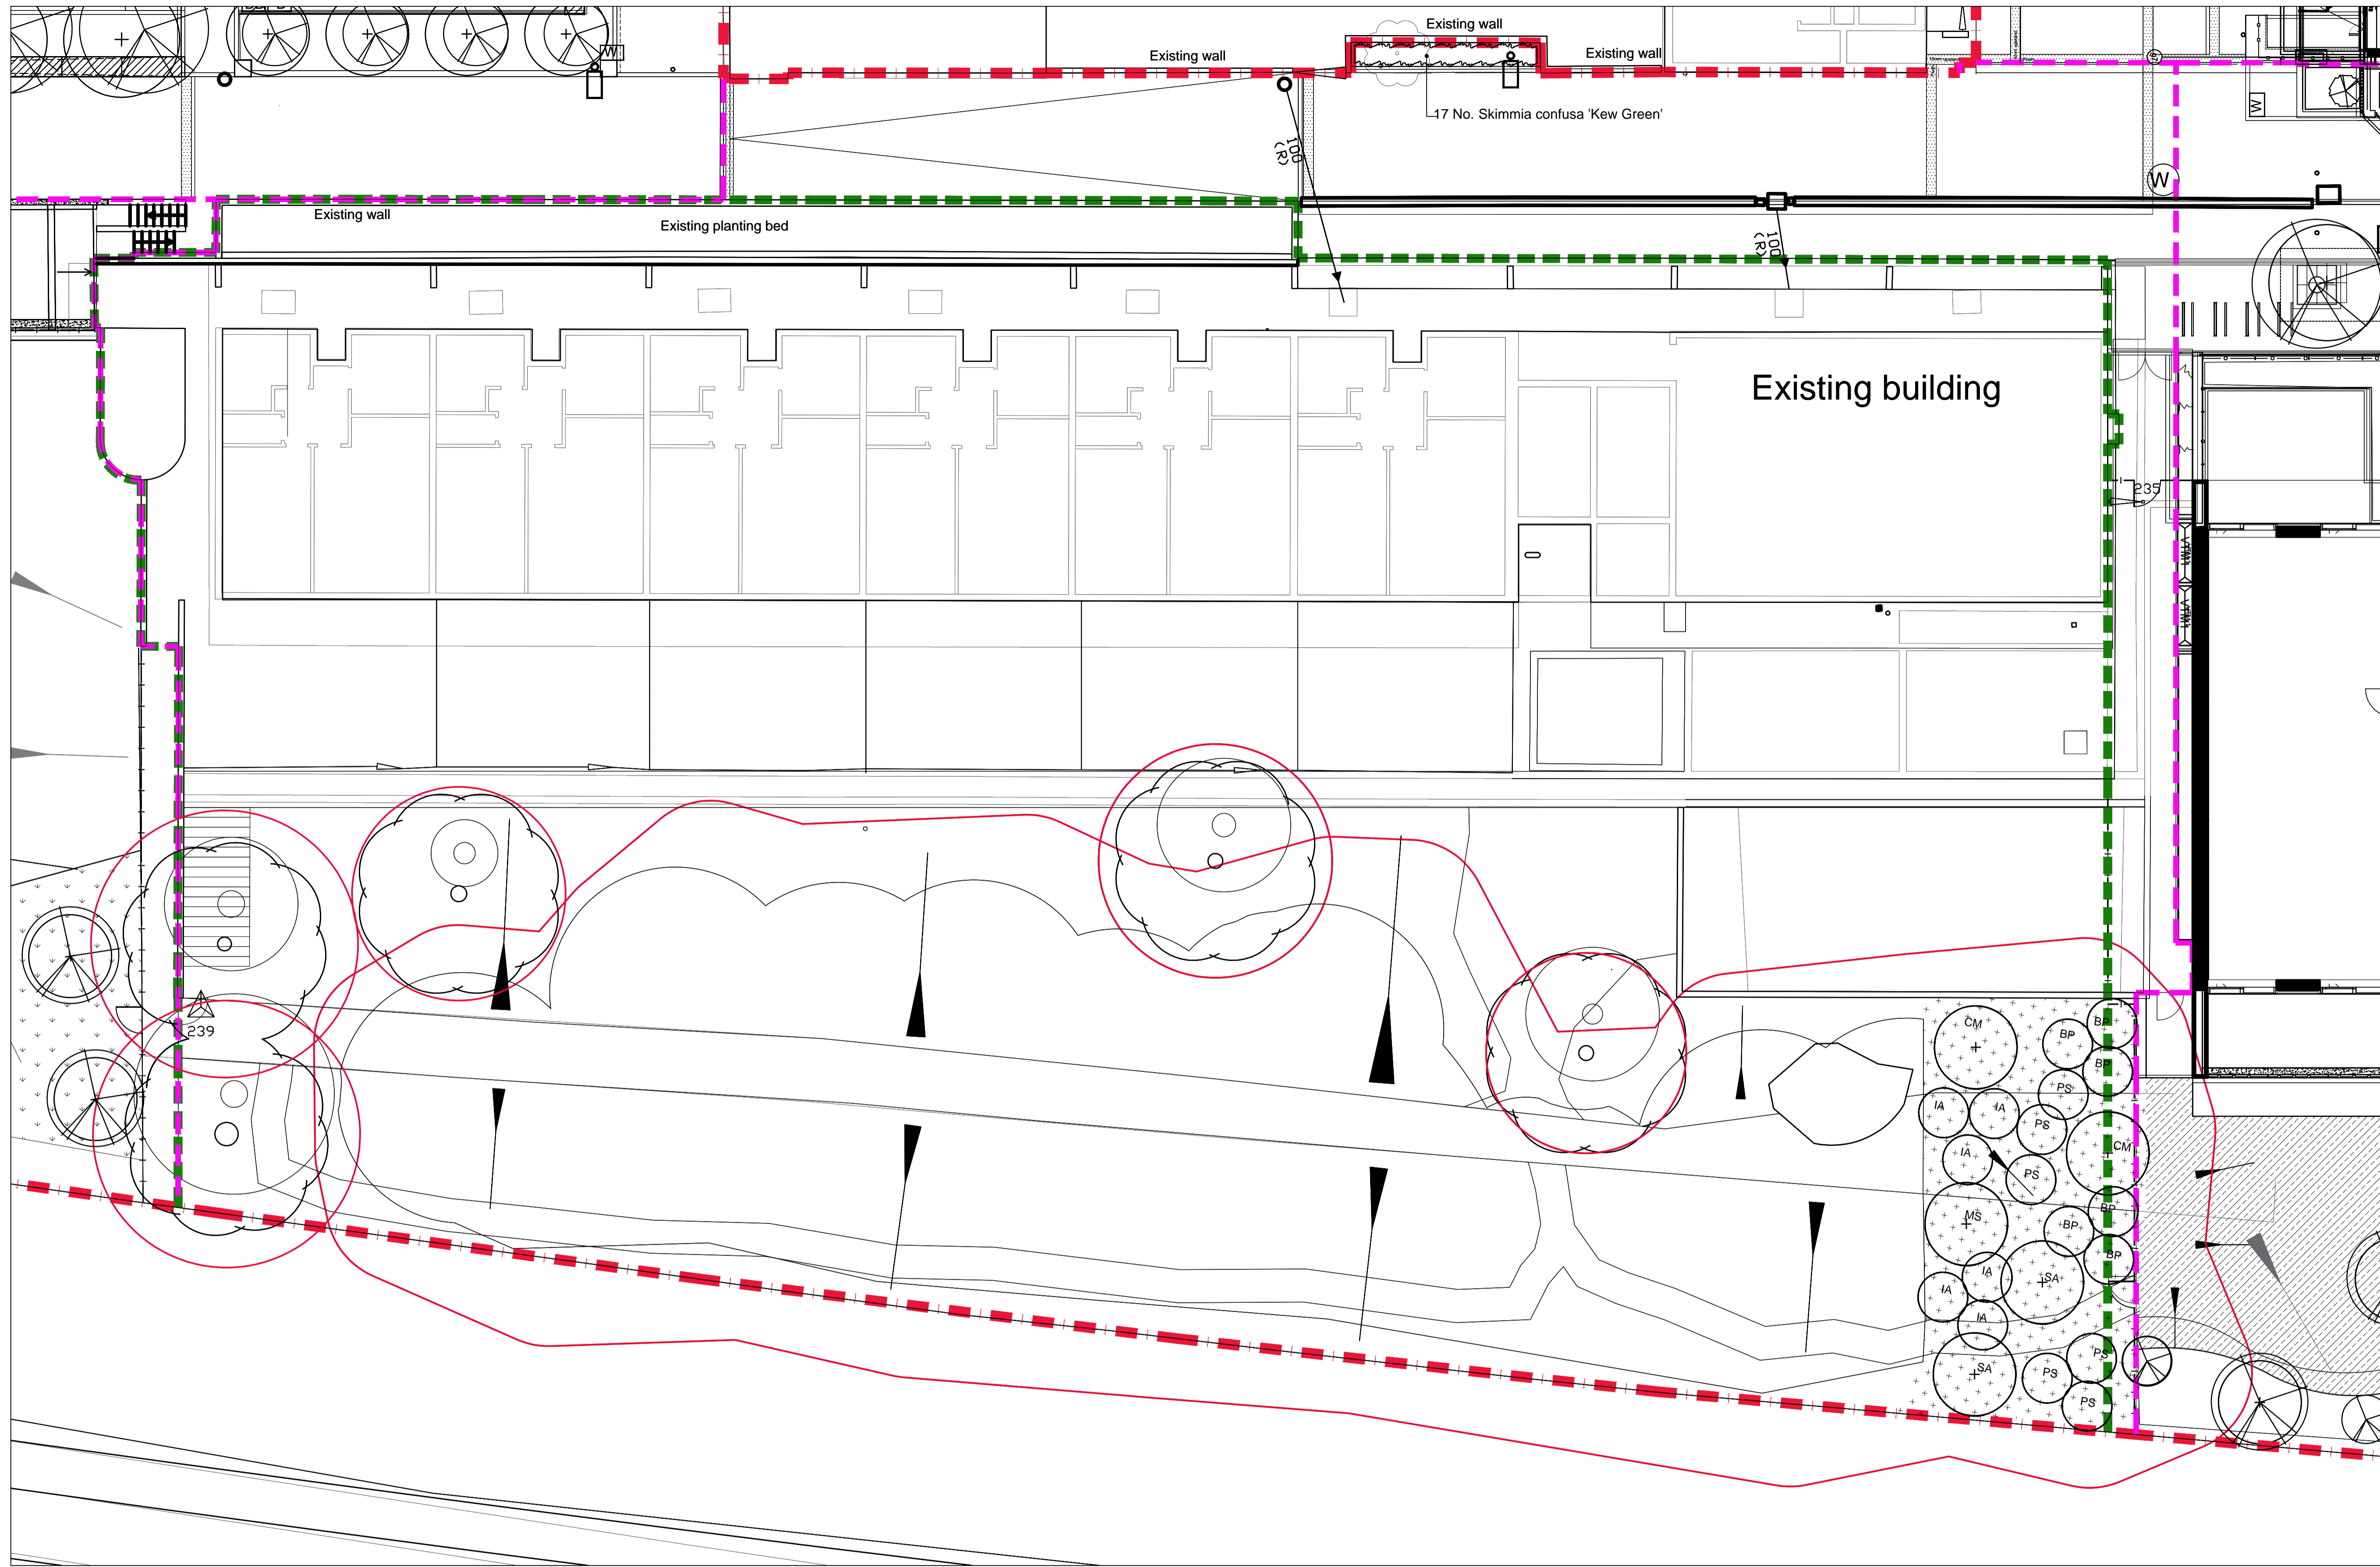 Existing wall
Existing wall
Existing wall
W
17 No. Skimmia confusa 'Kew Green'
W
100
(R)
W
Existing wall
Existing planting bed
100
(R)
Existing building
235
239
CM
BP
BP
BP
PS
IA
IA
PS
CM
IA
PS
MS
BP
BP
BP
IA
SA
IA
IA
PS
SA
PS
PS